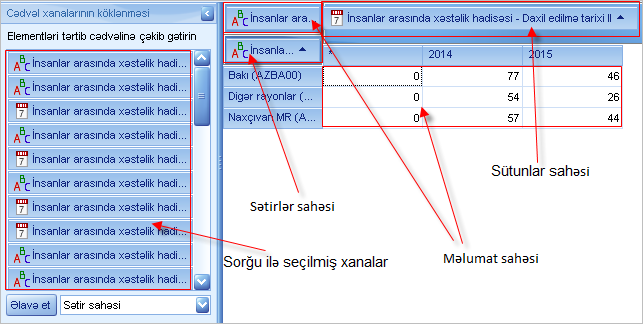 Cədvəl xanalarının köklənməsi
Elementləri tərtib cədvəlinə çəkib gətirin
İnsanlar arasında xəstəlik hadi...
İnsanlar arasında xəstəlik hadi...
İnsanlar arasında xəstəlik hadi...
İnsanlar arasında xəstəlik hadi...
İnsanlar arasında xəstəlik hadi...
İnsanlar arasında xəstəlik hadi...
İnsanlar arasında xəstəlik hadi...
İnsanlar arasında xəstəlik hadi...
İnsanlar arasında xəstəlik hadi...
İnsanlar arasında xəstəlik hadi...
Əlavə et Sətir sahəsi
İnsanlar ara... İnsanlar arasında xəstəlik hadisəsi - Daxil edilmə tarixi İl
İnsanla... * 2014 2015
Bakı (AZBA00) 0 77 46
Digər rayonlar (... 0 54 26
Naxçıvan MR (A... 0 57 44
Sütunlar sahəsi
Sətirlər sahəsi
Məlumat sahəsi
Sorğu ilə seçilmiş xanalar